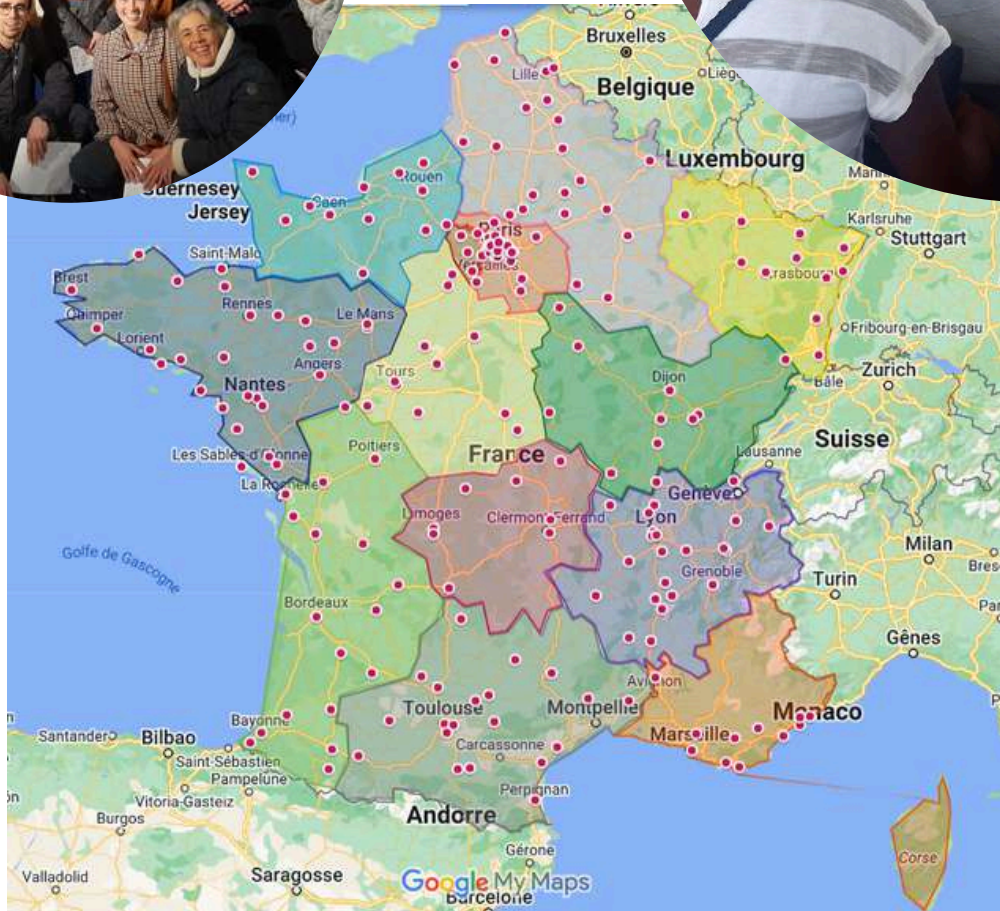 Bruxelles
Lille
Liège
Belgique
Luxembourg
Rouen
Guernesey
Jersey
Caen
Karlsruhe
Stuttgart
Paris
Versailles
Saint-Malo
Brest
Rennes
Le Mans
Quimper
Lorient
Angers
Nantes
Tours
Fribourg-en-Brisgau
Zurich
Bâle
Dijon
Suisse
Lausanne
Poitiers
France
Les Sables-d'Olonne
La Rochelle
Genève
Limoges
Clermont-Ferrand
Lyon
Milan
Golfe de Gascogne
Grenoble
Turin
Bordeaux
Gênes
Avignon
Toulouse
Montpellier
Monaco
Bayonne
Marseille
Santander
Bilbao
Carcassonne
Saint-Sébastien
Pampelune
Perpignan
Vitoria-Gasteiz
Andorre
Burgos
Gérone
Corse
Valladolid
Saragosse
Google My Maps
Barcelone